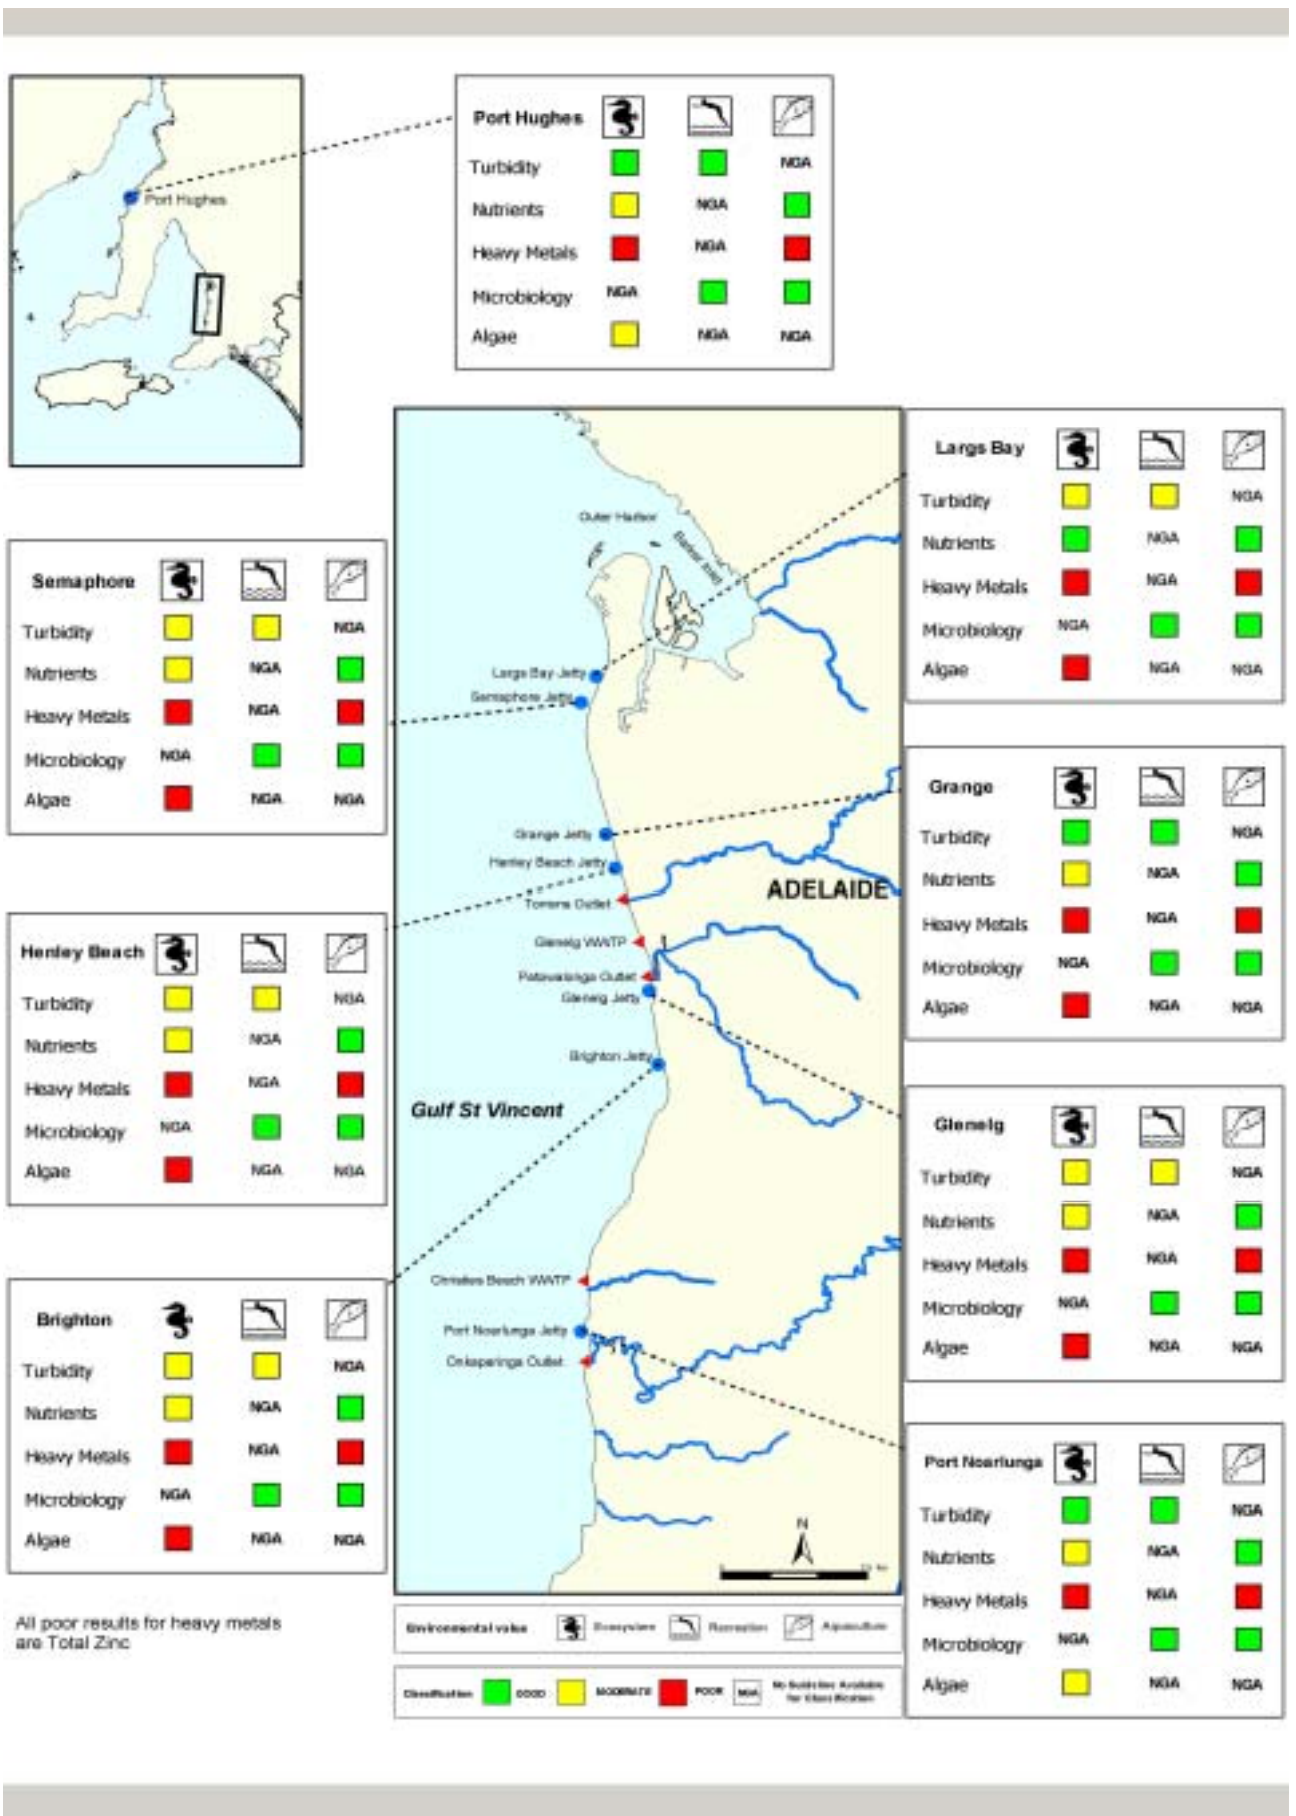 Port Hughes
Port Hughes
Turbidity NGA
Nutrients NGA
Heavy Metals NGA
Microbiology NGA
Algae NGA NGA
Largs Bay
Turbidity NGA
Nutrients NGA
Heavy Metals NGA
Microbiology NGA
Algae NGA NGA
Semaphore
Turbidity NGA
Nutrients NGA
Heavy Metals NGA
Microbiology NGA
Algae NGA NGA
Outer Harbor
Barker Inlet
Largs Bay Jetty
Semaphore Jetty
Grange Jetty
Henley Beach Jetty
Torrens Outlet
ADELAIDE
Glenelg WWTP
Patawalonga Outlet
Glenelg Jetty
Brighton Jetty
Gulf St Vincent
Christies Beach WWTP
Port Noarlunga Jetty
Onkaparinga Outlet
N
Grange
Turbidity NGA
Nutrients NGA
Heavy Metals NGA
Microbiology NGA
Algae NGA NGA
Henley Beach
Turbidity NGA
Nutrients NGA
Heavy Metals NGA
Microbiology NGA
Algae NGA NGA
Glenelg
Turbidity NGA
Nutrients NGA
Heavy Metals NGA
Microbiology NGA
Algae NGA NGA
Brighton
Turbidity NGA
Nutrients NGA
Heavy Metals NGA
Microbiology NGA
Algae NGA NGA
Port Noarlunga
Turbidity NGA
Nutrients NGA
Heavy Metals NGA
Microbiology NGA
Algae NGA NGA
All poor results for heavy metals
are Total Zinc
Environmental value Ecosystem Recreation Aquaculture
Classification GOOD MODERATE POOR NGA No Guideline Available
for Classification